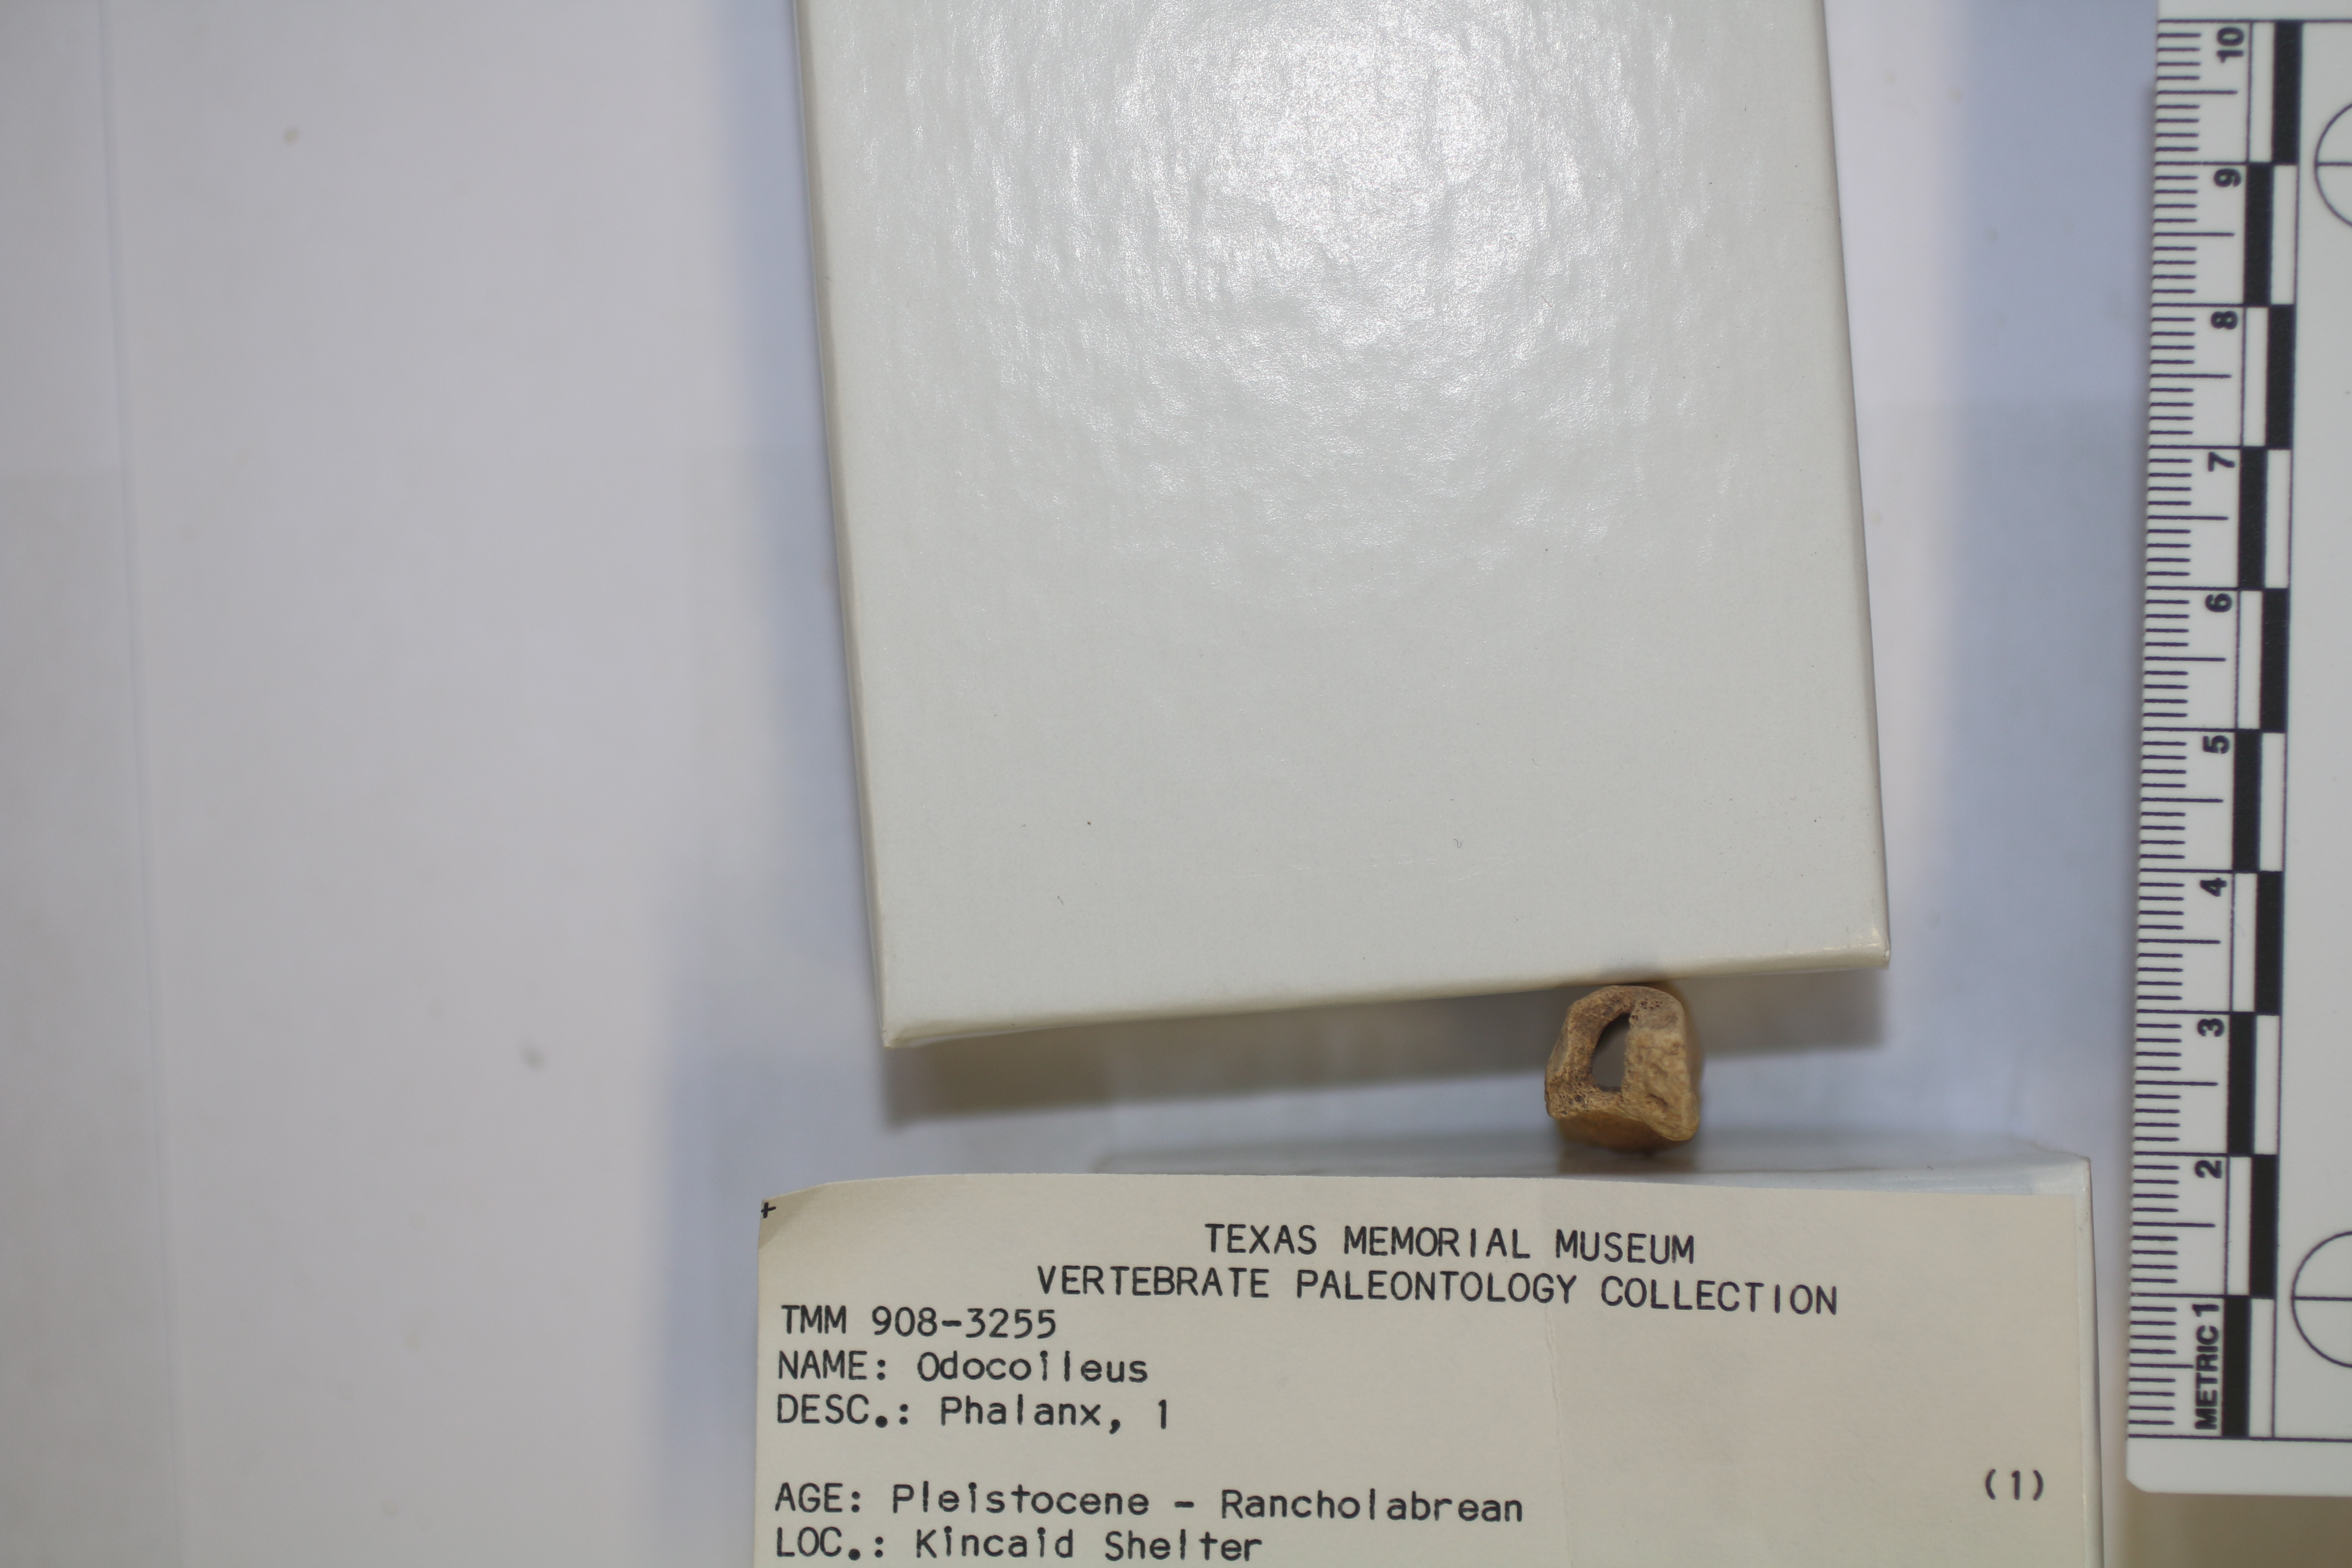 TEXAS MEMORIAL MUSEUM
VERTEBRATE PALEONTOLOGY COLLECTION
TMM 908-3255
NAME: Odocoileus
DESC.: Phalanx, 1
AGE: Pleistocene - Rancholabrean
(1)
LOC.: Kincaid Shelter
METRIC 1 2 3 4 5 6 7 8 9 10